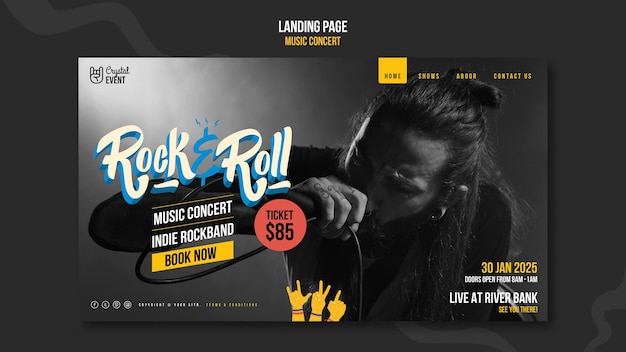 LANDING PAGE
MUSIC CONCERT
Crystal
EVENT
HOME SHOWS ABOUR CONTACT US
Rock & Roll
MUSIC CONCERT
INDIE ROCKBAND
BOOK NOW
TICKET
$85
30 JAN 2025
DOORS OPEN FROM 8AM - 1AM
LIVE AT RIVER BANK
SEE YOU THERE!
COPYRIGHT © YOUR SITE. TERMS & CONDITIONS